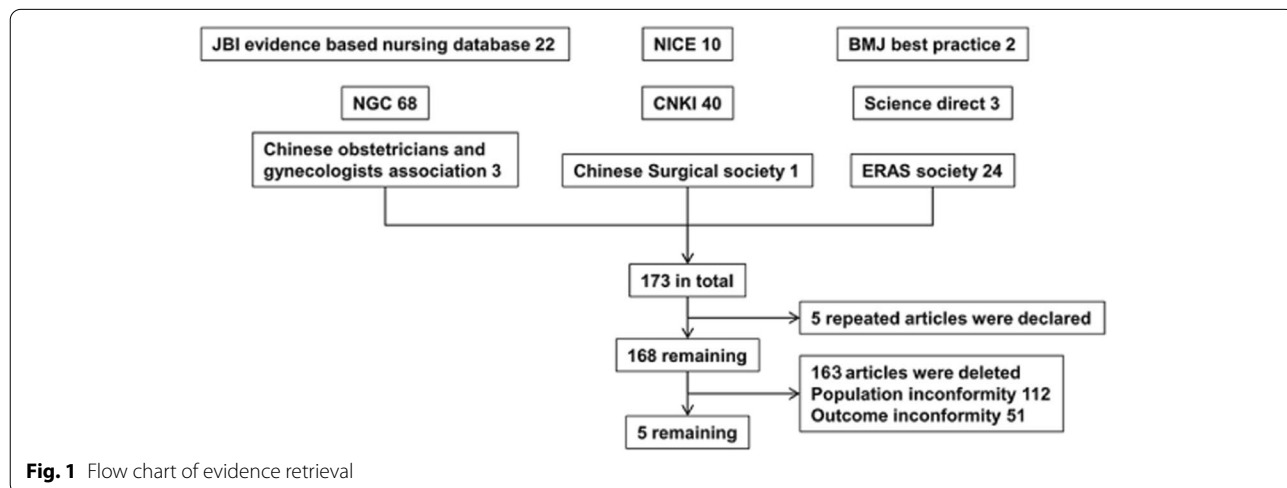 JBI evidence based nursing database 22
NICE 10
BMJ best practice 2
NGC 68
CNKI 40
Science direct 3
Chinese obstetricians and
gynecologists association 3
Chinese Surgical society 1
ERAS society 24
173 in total
5 repeated articles were declared
168 remaining
163 articles were deleted
Population inconformity 112
Outcome inconformity 51
5 remaining
Fig. 1 Flow chart of evidence retrieval